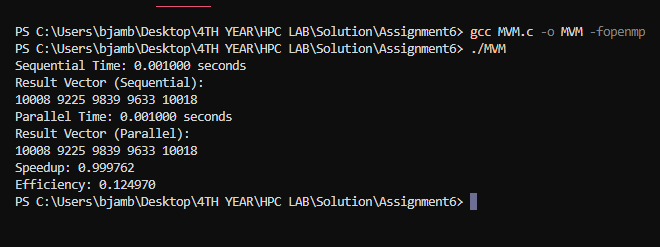 PS C:\Users\bjamb\Desktop\4TH YEAR\HPC LAB\Solution\Assignment6> gcc MVM.c -o MVM -fopenmp
PS C:\Users\bjamb\Desktop\4TH YEAR\HPC LAB\Solution\Assignment6> ./MVM
Sequential Time: 0.001000 seconds
Result Vector (Sequential):
10008 9225 9839 9633 10018
Parallel Time: 0.001000 seconds
Result Vector (Parallel):
10008 9225 9839 9633 10018
Speedup: 0.999762
Efficiency: 0.124970
PS C:\Users\bjamb\Desktop\4TH YEAR\HPC LAB\Solution\Assignment6>